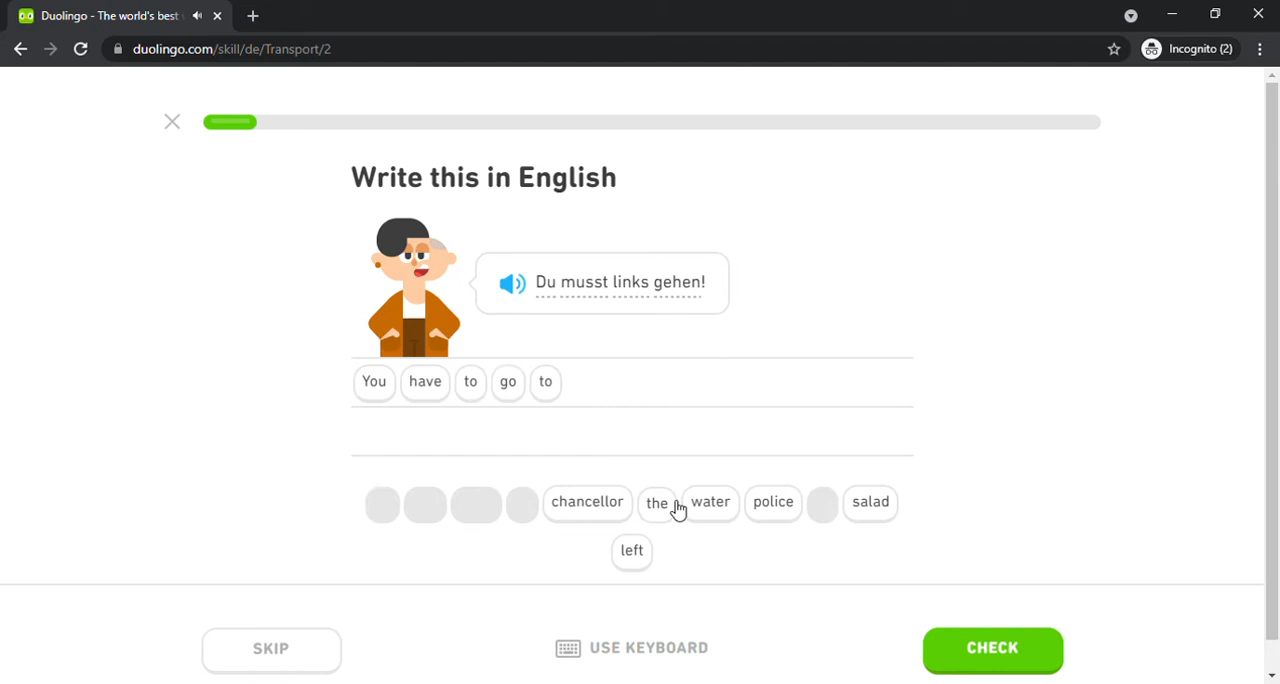 Duolingo - The world's best
duolingo.com/skill/de/Transport/2
Incognito (2)
Write this in English
Du musst links gehen!
You have to go to
chancellor the water police salad
left
SKIP
USE KEYBOARD
CHECK